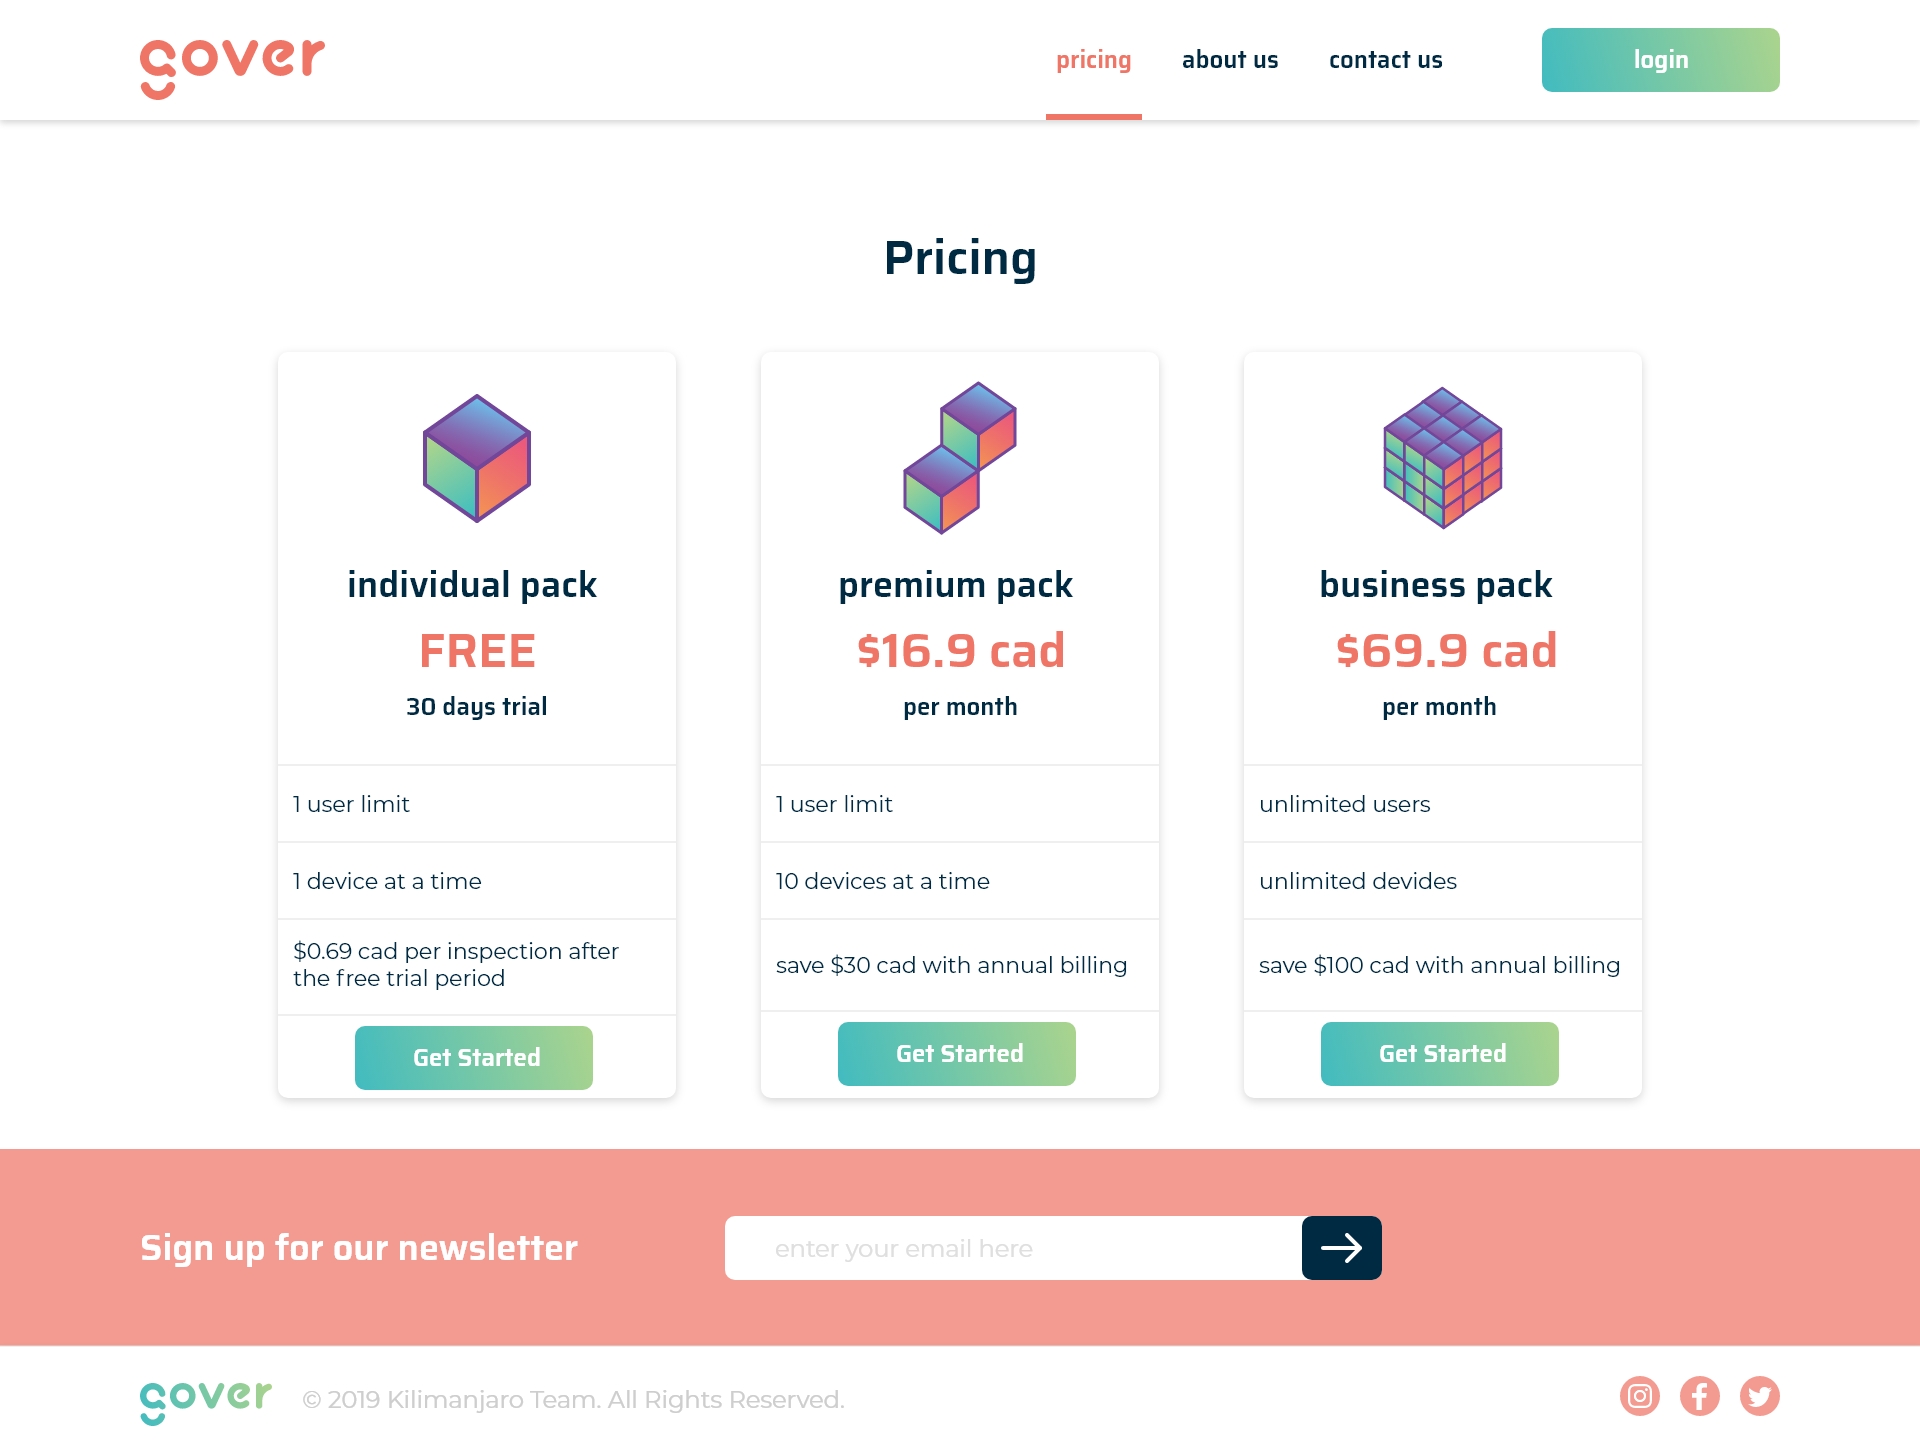 gover
pricing
about us
contact us
login
Pricing
individual pack
FREE
30 days trial
1 user limit
1 device at a time
$0.69 cad per inspection after
the free trial period
Get Started
premium pack
$16.9 cad
per month
1 user limit
10 devices at a time
save $30 cad with annual billing
Get Started
business pack
$69.9 cad
per month
unlimited users
unlimited devides
save $100 cad with annual billing
Get Started
Sign up for our newsletter
enter your email here
gover
© 2019 Kilimanjaro Team. All Rights Reserved.